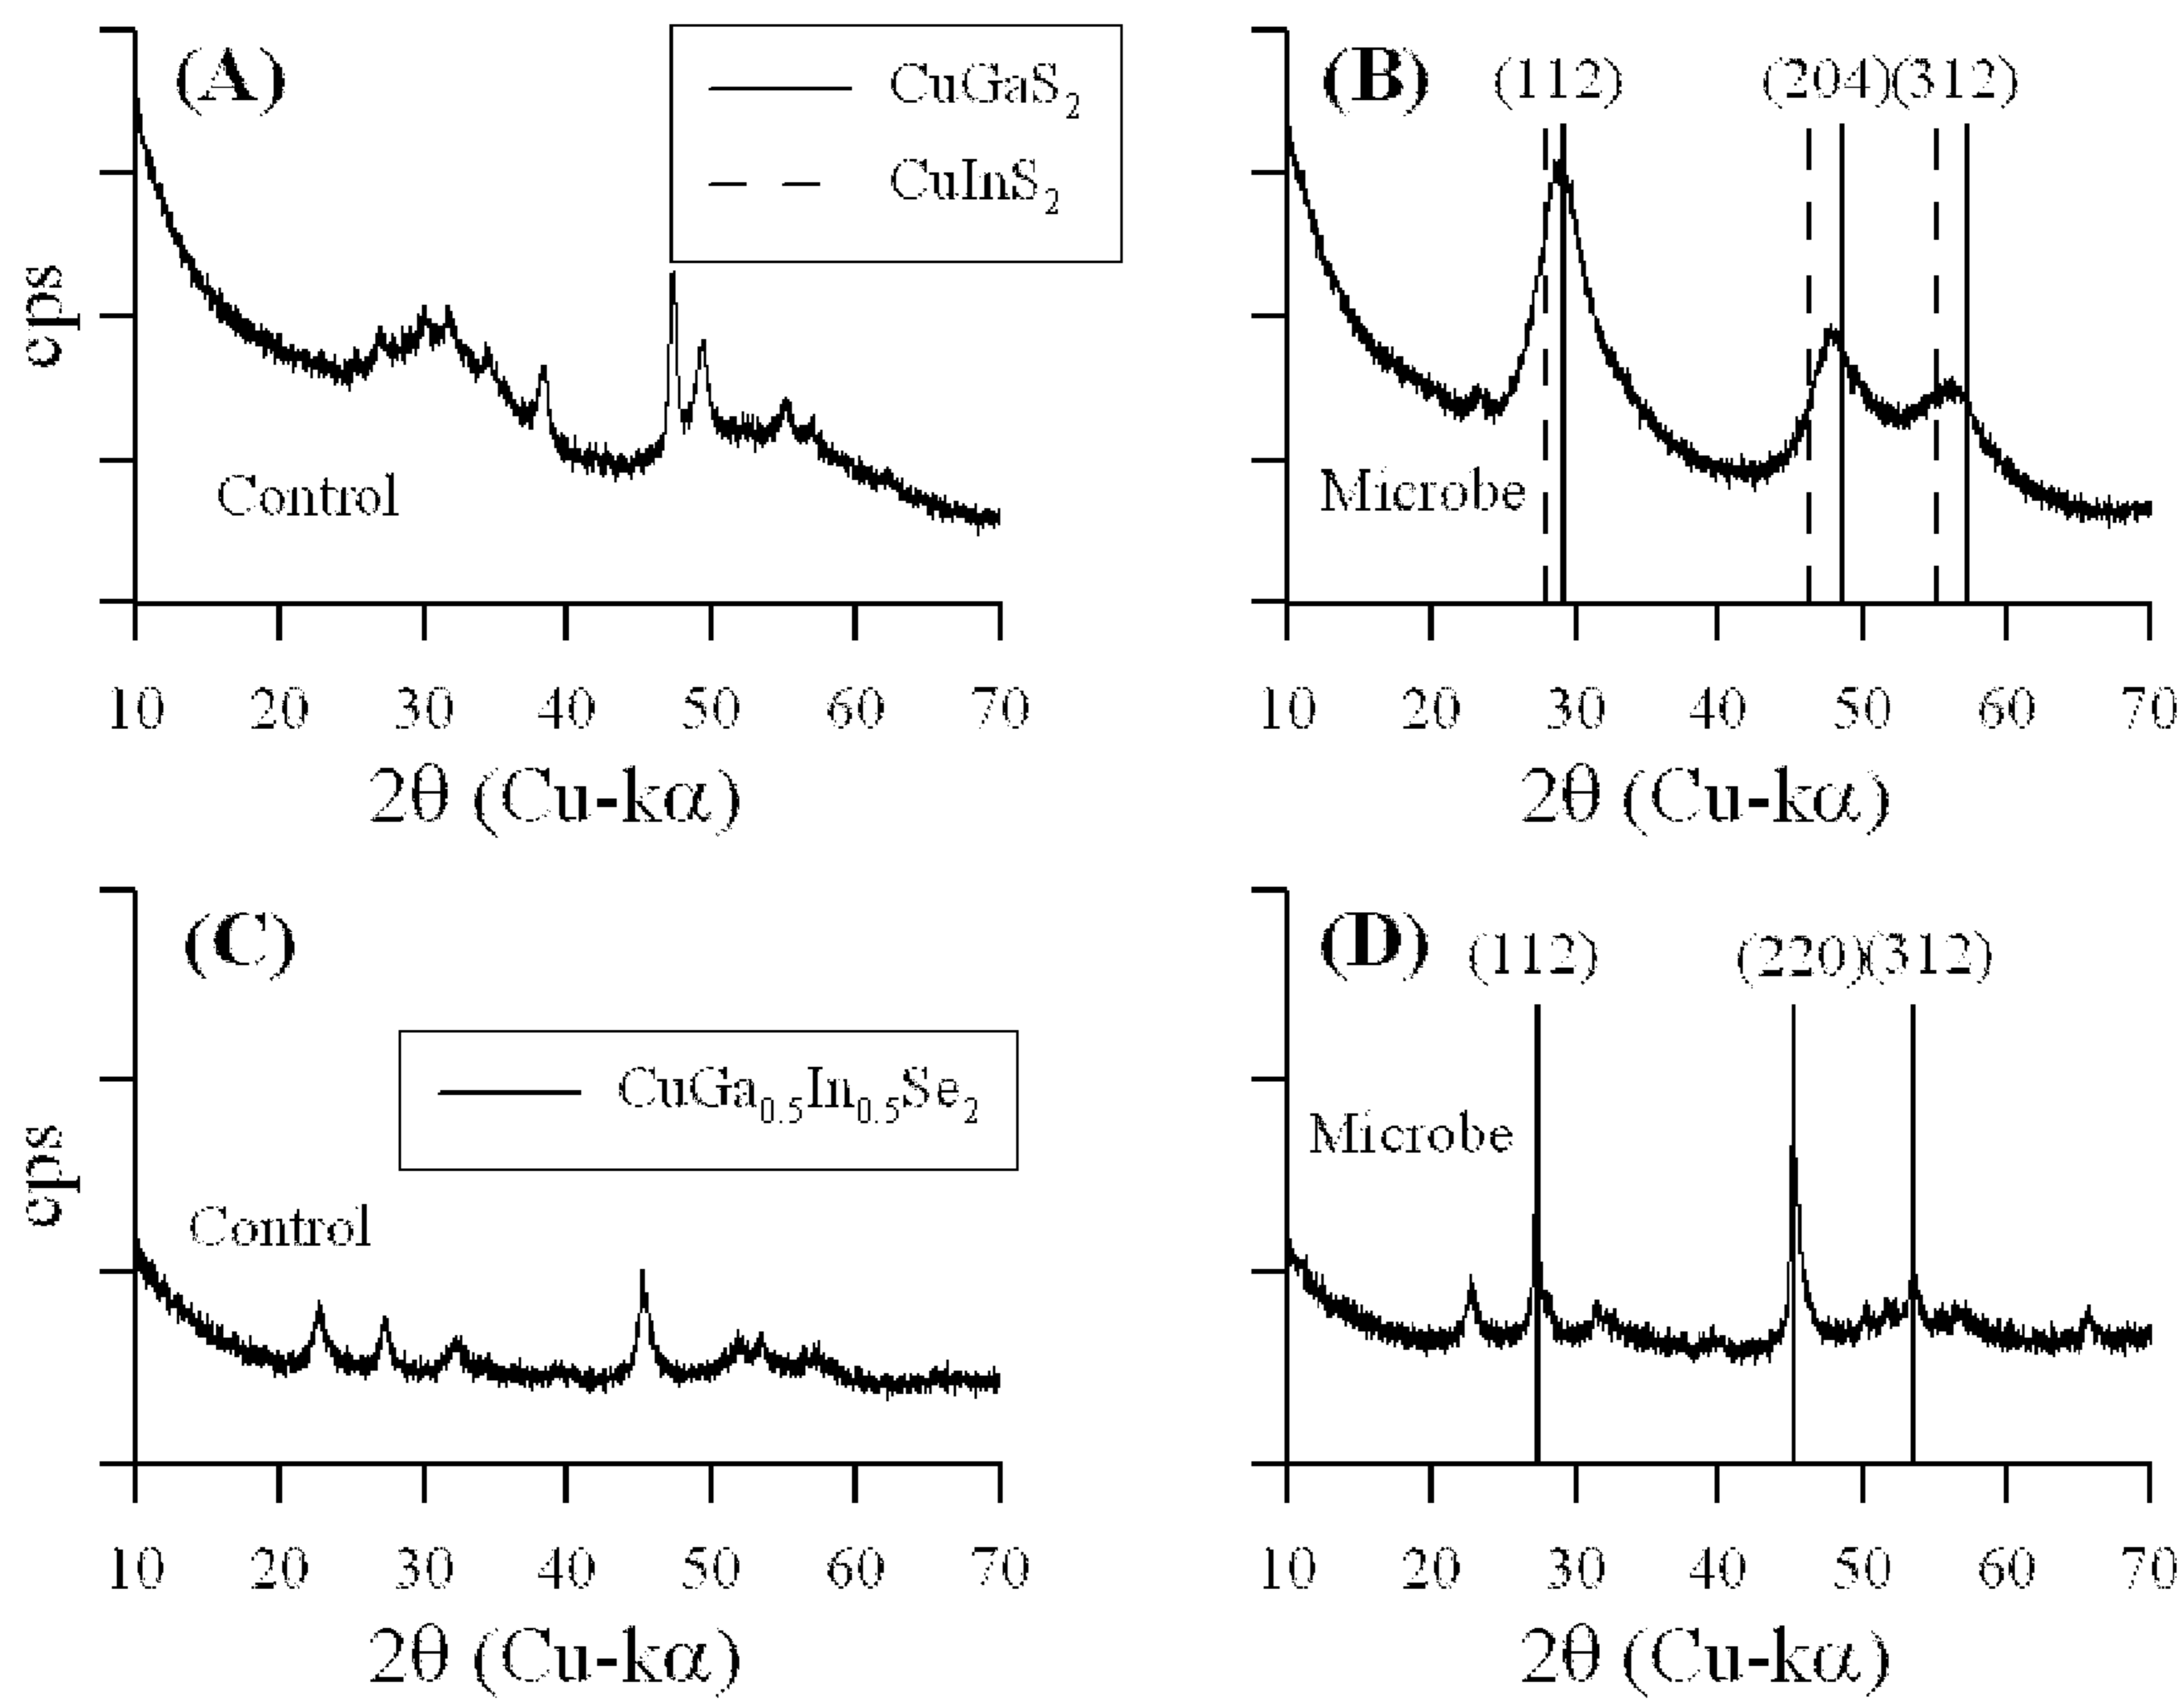 (A)
CuGaS2
CuInS2
cps
Control
10 20 30 40 50 60 70
2θ (Cu-kα)
(B) (112) (204) (312)
Microbe
10 20 30 40 50 60 70
2θ (Cu-kα)
(C)
CuGa0.5In0.5Se2
cps
Control
10 20 30 40 50 60 70
2θ (Cu-kα)
(D) (112) (220) (312)
Microbe
10 20 30 40 50 60 70
2θ (Cu-kα)